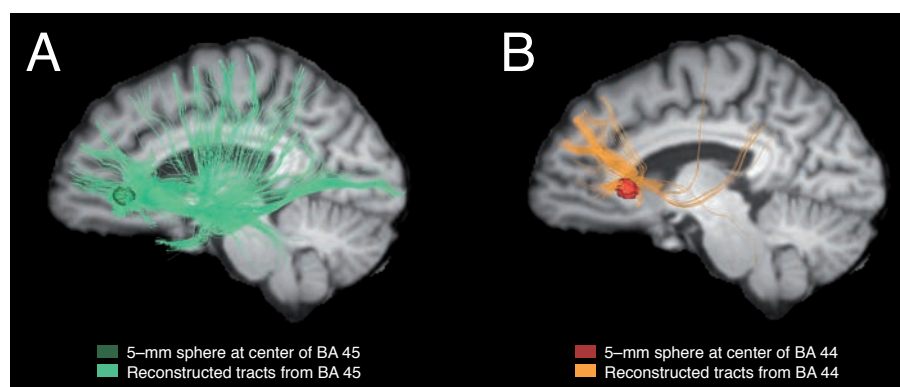 A
B
5–mm sphere at center of BA 45
Reconstructed tracts from BA 45
5–mm sphere at center of BA 44
Reconstructed tracts from BA 44